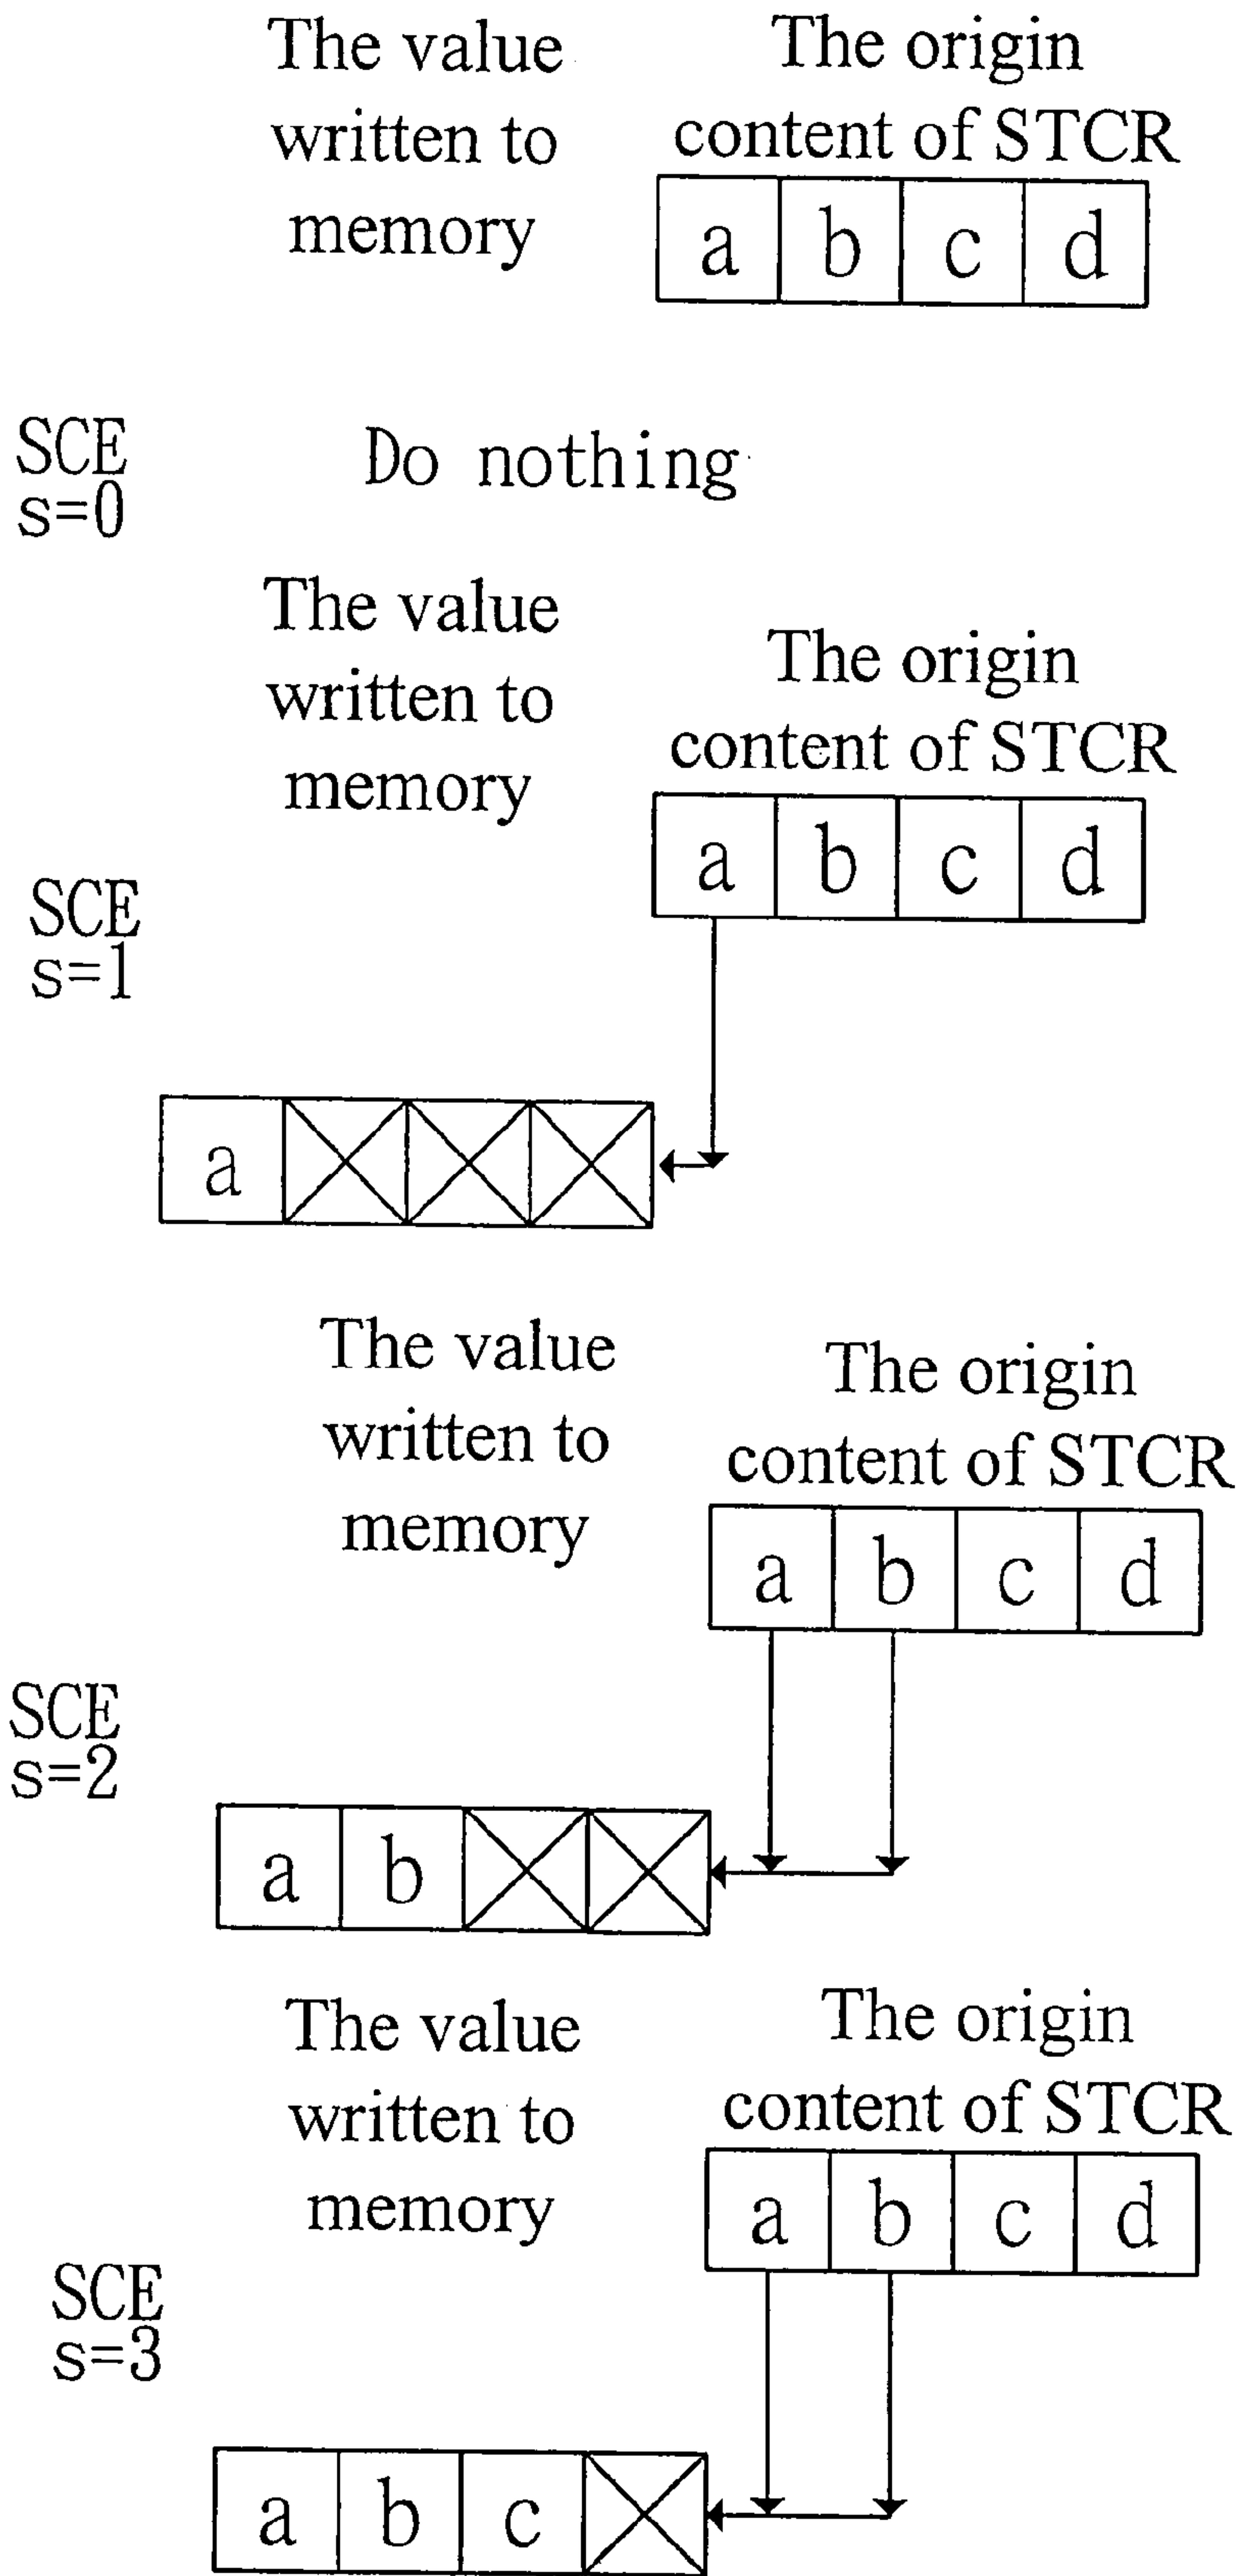 The value
written to
memory
The origin
content of STCR
a b c d
SCE
s=0
Do nothing
The value
written to
memory
The origin
content of STCR
a b c d
SCE
s=1
a
The value
written to
memory
The origin
content of STCR
a b c d
SCE
s=2
a b
The value
written to
memory
The origin
content of STCR
a b c d
SCE
s=3
a b c